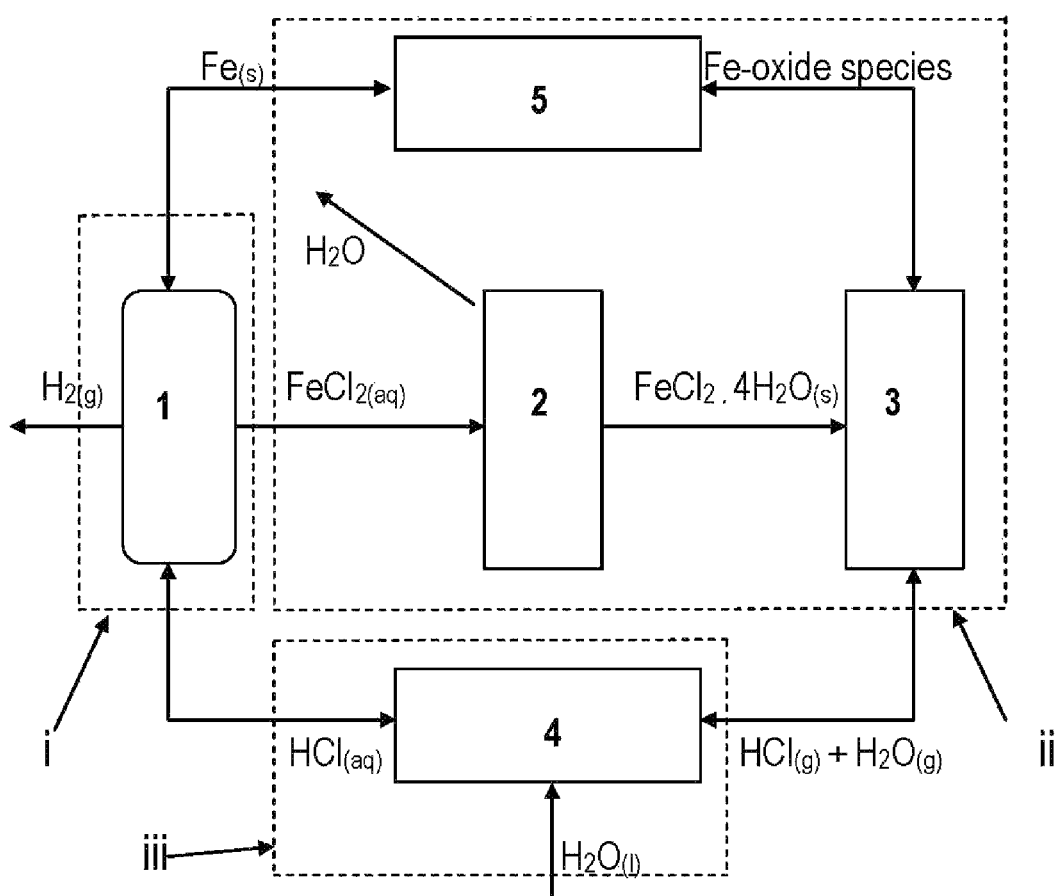 Fe(s)
Fe-oxide species
5
H₂O
H₂(g)
1
FeCl₂(aq)
2
FeCl₂.4H₂O(s)
3
i
HCl(aq)
4
HCl(g) + H₂O(g)
ii
iii
H₂O(l)